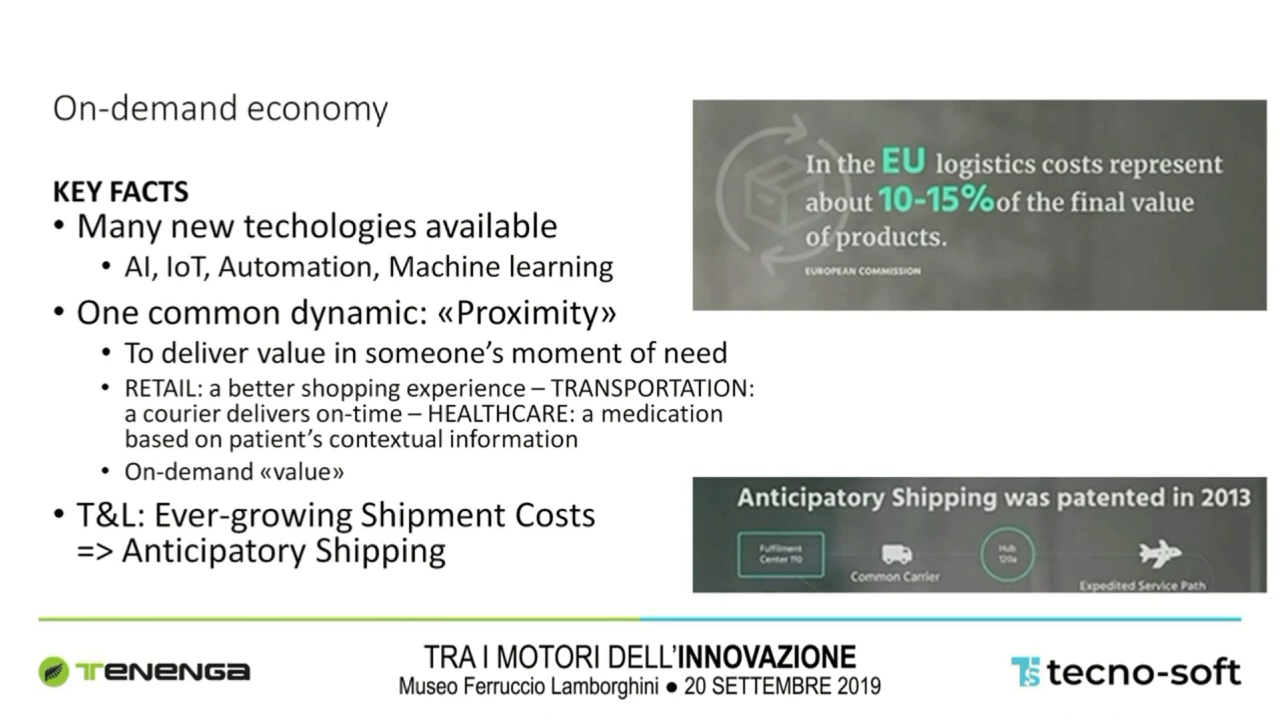 On-demand economy
KEY FACTS
• Many new techologies available
• AI, IoT, Automation, Machine learning
• One common dynamic: «Proximity»
• To deliver value in someone’s moment of need
• RETAIL: a better shopping experience – TRANSPORTATION:
a courier delivers on-time – HEALTHCARE: a medication
based on patient’s contextual information
• On-demand «value»
• T&L: Ever-growing Shipment Costs
=> Anticipatory Shipping
In the EU logistics costs represent
about 10-15% of the final value
of products.
EUROPEAN COMMISSION
Anticipatory Shipping was patented in 2013
Fulfilment
Center 110
Common Carrier
Hub
120a
Expedited Service Path
TENENGA
TRA I MOTORI DELL’INNOVAZIONE
Museo Ferruccio Lamborghini ● 20 SETTEMBRE 2019
Ts tecno-soft